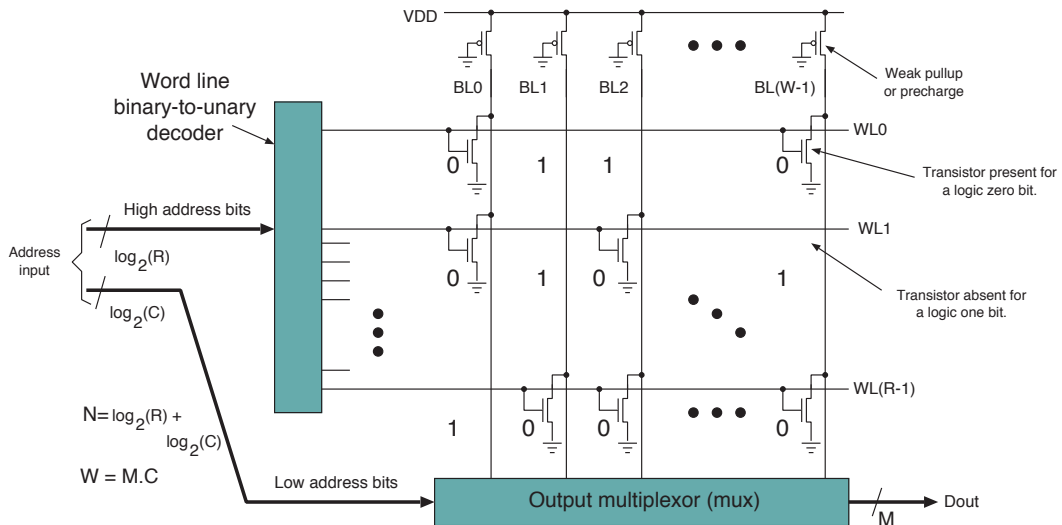 VDD
Word line
binary-to-unary
decoder
BL0
BL1
BL2
BL(W-1)
Weak pullup
or precharge
WL0
0
1
1
0
Transistor present for
a logic zero bit.
High address bits
WL1
Address
input
log2(R)
0
1
0
1
log2(C)
Transistor absent for
a logic one bit.
WL(R-1)
N= log2(R) +
log2(C)
1
0
0
0
W = M.C
Low address bits
Output multiplexor (mux)
M
Dout